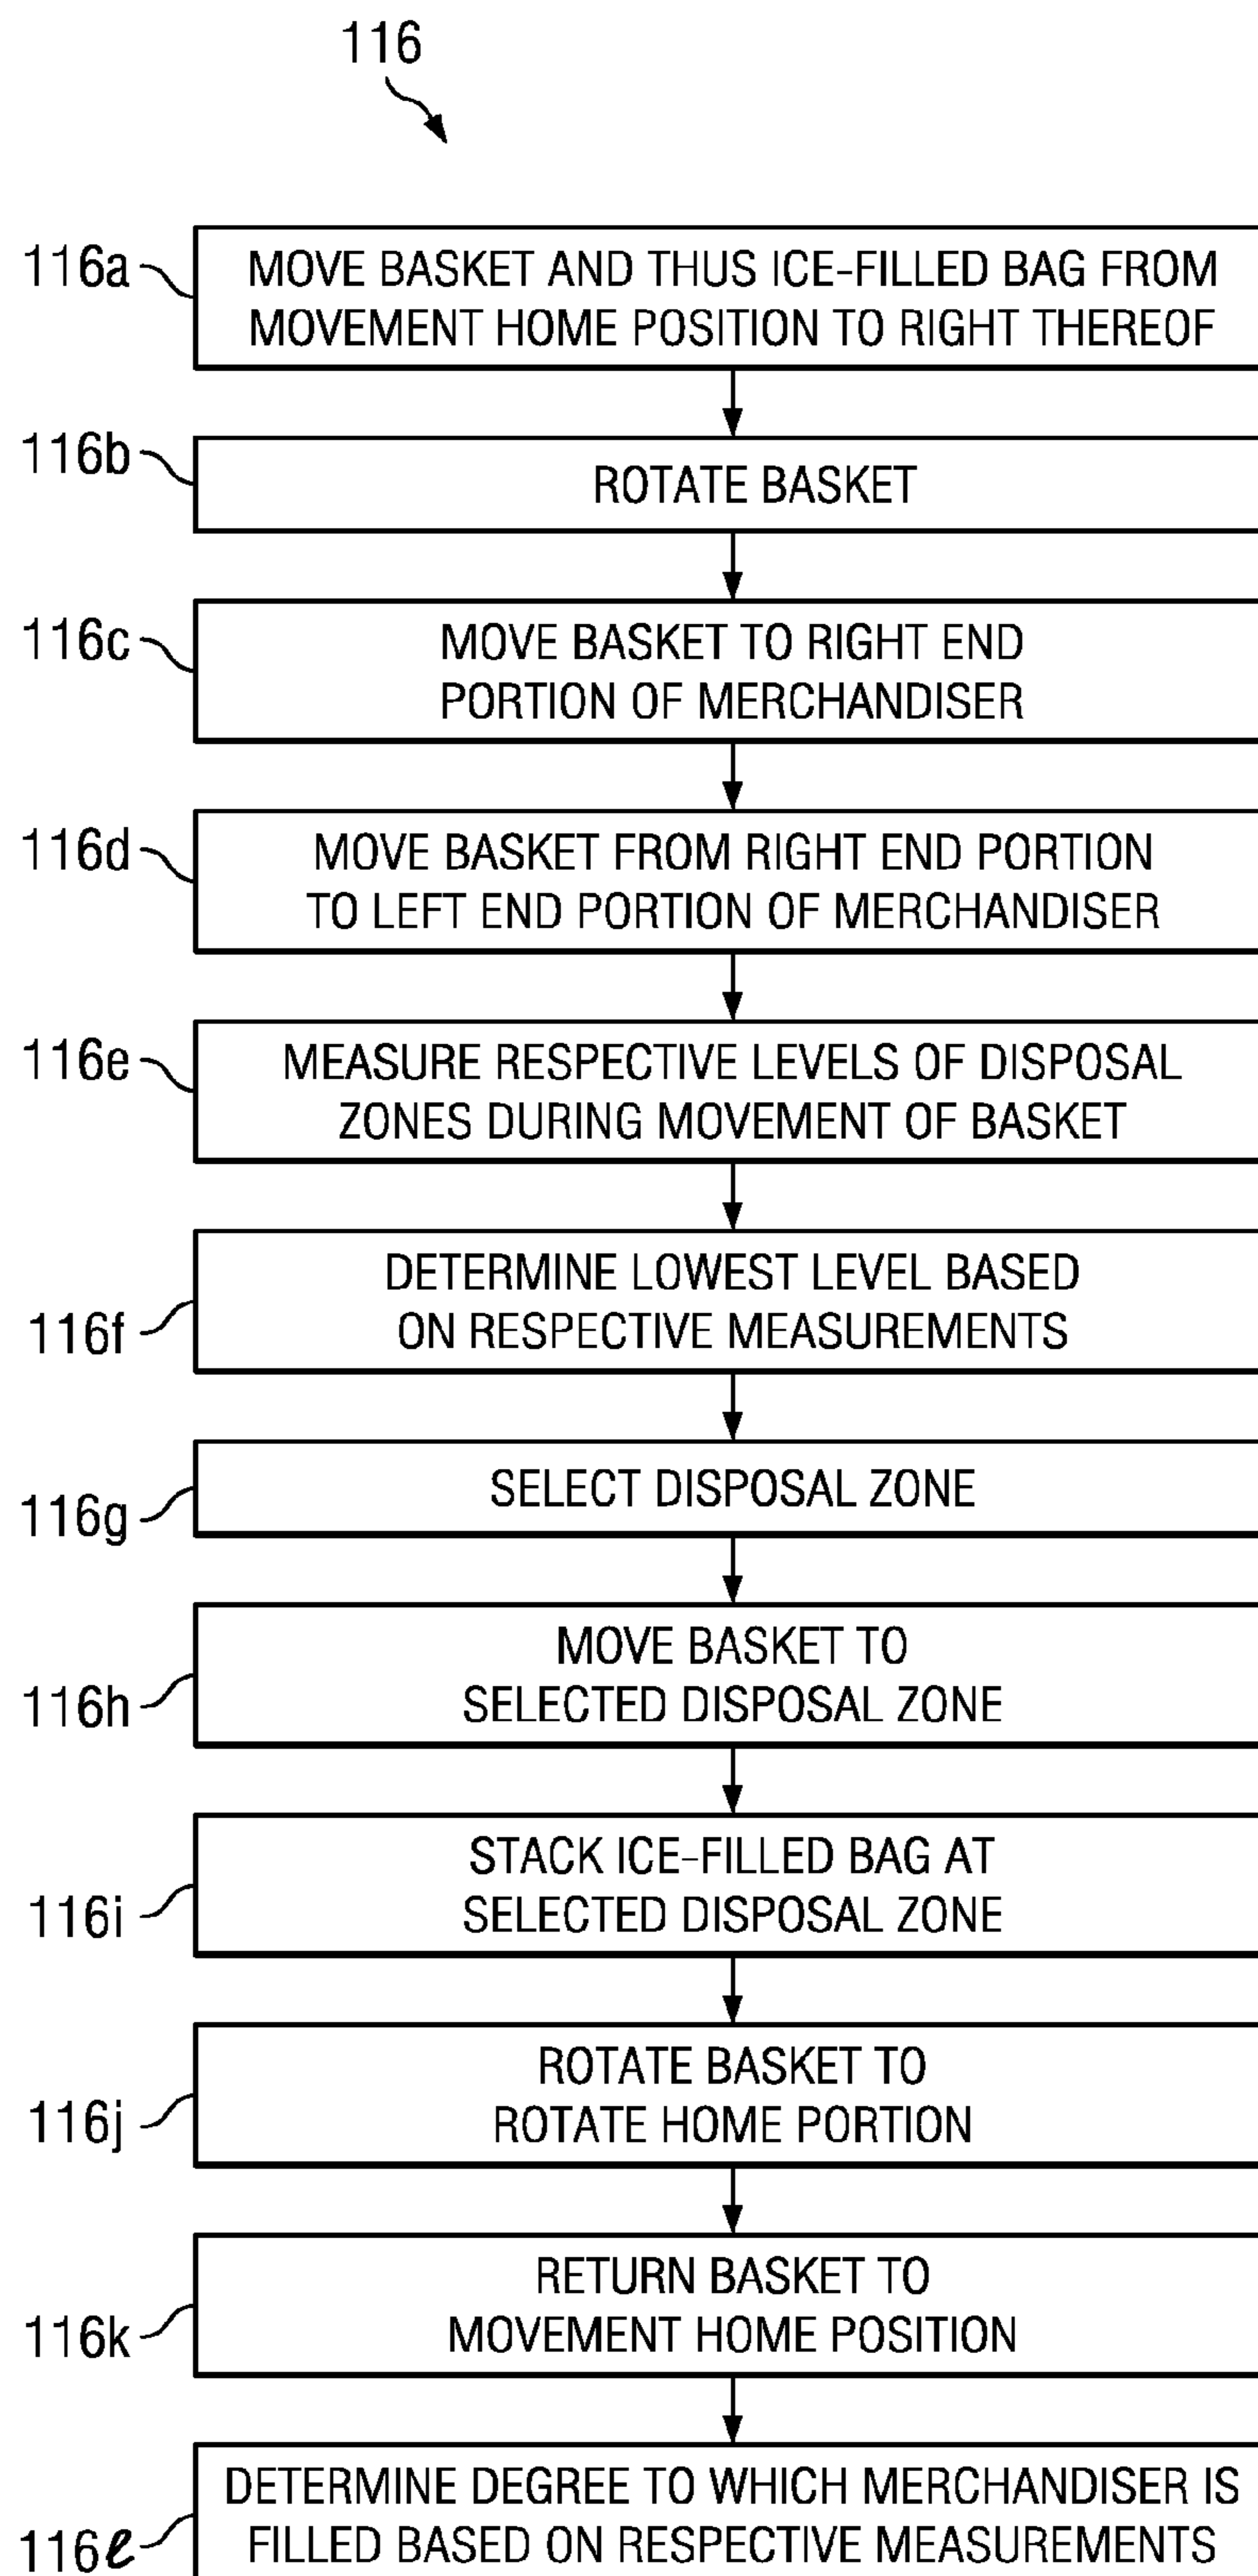 116
116a
MOVE BASKET AND THUS ICE-FILLED BAG FROM
MOVEMENT HOME POSITION TO RIGHT THEREOF
116b
ROTATE BASKET
116c
MOVE BASKET TO RIGHT END
PORTION OF MERCHANDISER
116d
MOVE BASKET FROM RIGHT END PORTION
TO LEFT END PORTION OF MERCHANDISER
116e
MEASURE RESPECTIVE LEVELS OF DISPOSAL
ZONES DURING MOVEMENT OF BASKET
116f
DETERMINE LOWEST LEVEL BASED
ON RESPECTIVE MEASUREMENTS
116g
SELECT DISPOSAL ZONE
116h
MOVE BASKET TO
SELECTED DISPOSAL ZONE
116i
STACK ICE-FILLED BAG AT
SELECTED DISPOSAL ZONE
116j
ROTATE BASKET TO
ROTATE HOME PORTION
116k
RETURN BASKET TO
MOVEMENT HOME POSITION
116ℓ
DETERMINE DEGREE TO WHICH MERCHANDISER IS
FILLED BASED ON RESPECTIVE MEASUREMENTS